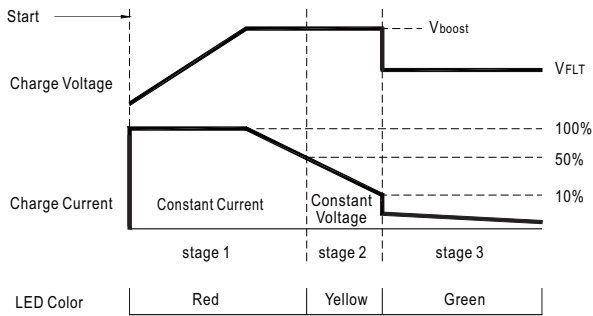 Start
Vboost
Charge Voltage
VFLT
100%
50%
10%
Charge Current
Constant Current
Constant
Voltage
stage 1
stage 2
stage 3
LED Color
Red
Yellow
Green